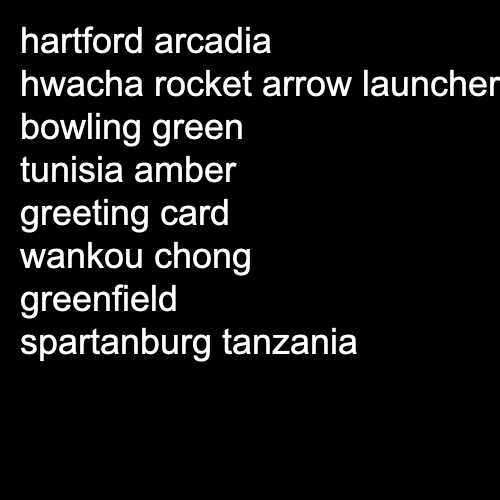 hartford arcadia
hwacha rocket arrow launcher
bowling green
tunisia amber
greeting card
wankou chong
greenfield
spartanburg tanzania